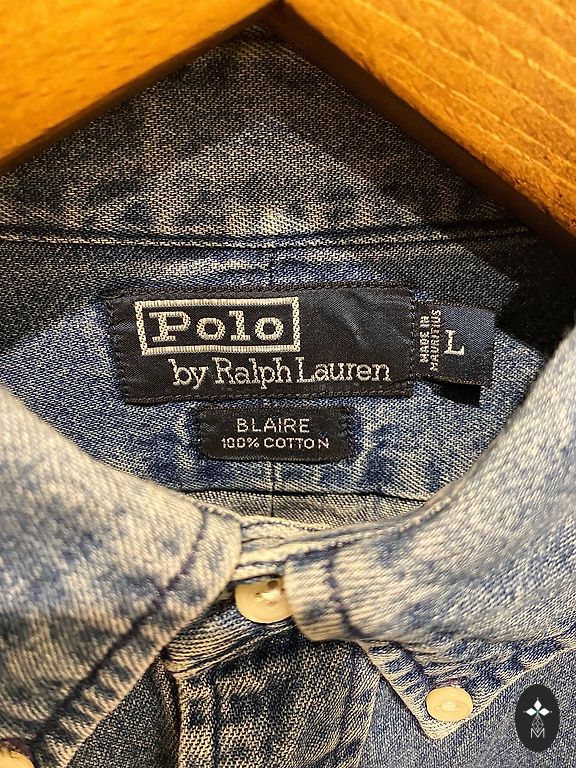 Polo
by Ralph Lauren
MADE IN
MAURITIUS
L
BLAIRE
100% COTTON
M